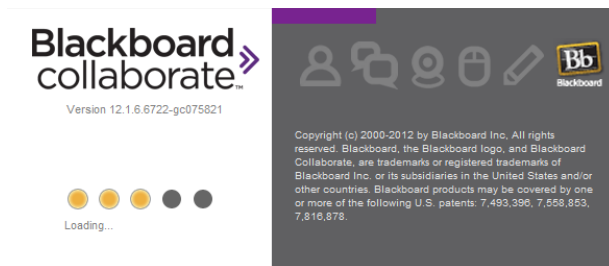 Blackboard
collaborate™
Version 12.1.6.6722-gc075821
Loading...
Bb
Blackboard
Copyright (c) 2000-2012 by Blackboard Inc, All rights
reserved. Blackboard, the Blackboard logo, and Blackboard
Collaborate, are trademarks or registered trademarks of
Blackboard Inc. or its subsidiaries in the United States and/or
other countries. Blackboard products may be covered by one
or more of the following U.S. patents: 7,493,396, 7,558,853,
7,816,878.